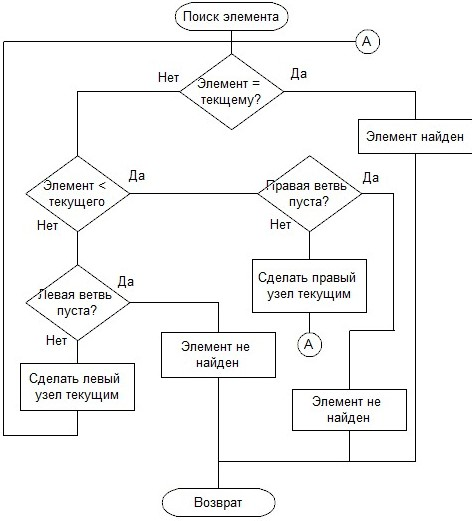 Поиск элемента
А
Нет
Да
Элемент =
текщему?
Элемент найден
Элемент <
текущего
Да
Нет
Правая ветвь
пуста?
Да
Нет
Сделать правый
узел текущим
А
Левая ветвь
пуста?
Да
Нет
Элемент не
найден
Сделать левый
узел текущим
Элемент не
найден
Возврат